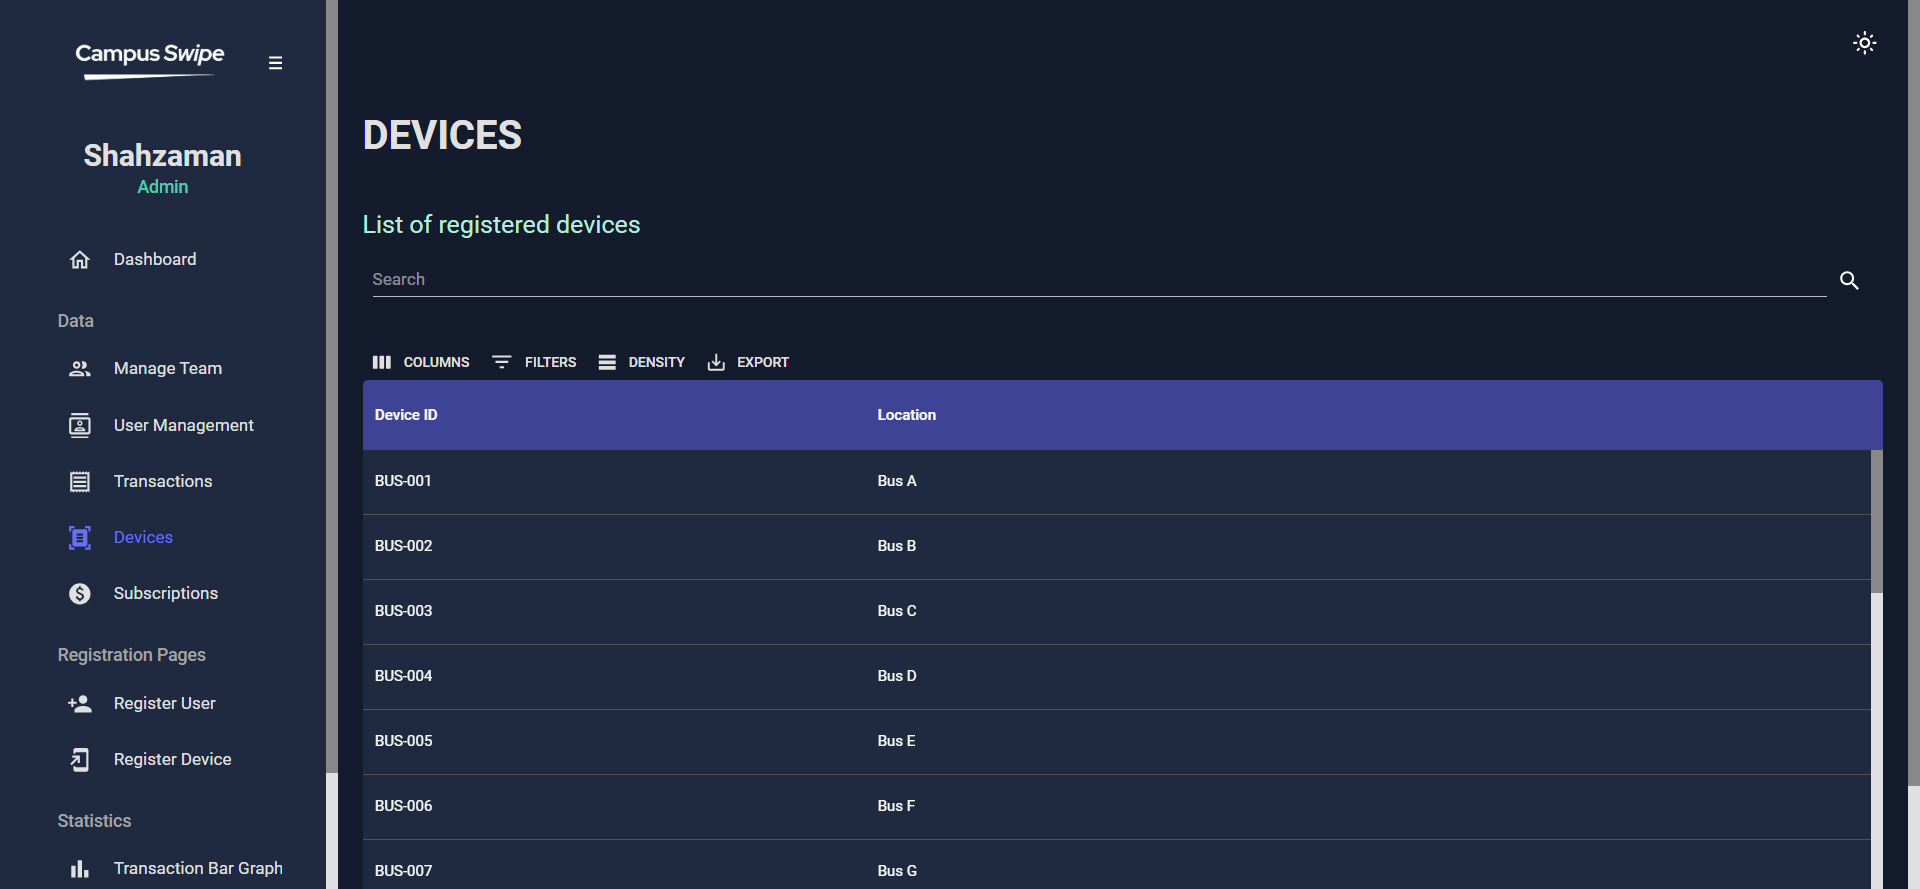 Campus Swipe
Shahzaman
Admin
Dashboard
Data
Manage Team
User Management
Transactions
Devices
Subscriptions
Registration Pages
Register User
Register Device
Statistics
Transaction Bar Graph
DEVICES
List of registered devices
Search
COLUMNS FILTERS DENSITY EXPORT
Device ID Location
BUS-001 Bus A
BUS-002 Bus B
BUS-003 Bus C
BUS-004 Bus D
BUS-005 Bus E
BUS-006 Bus F
BUS-007 Bus G